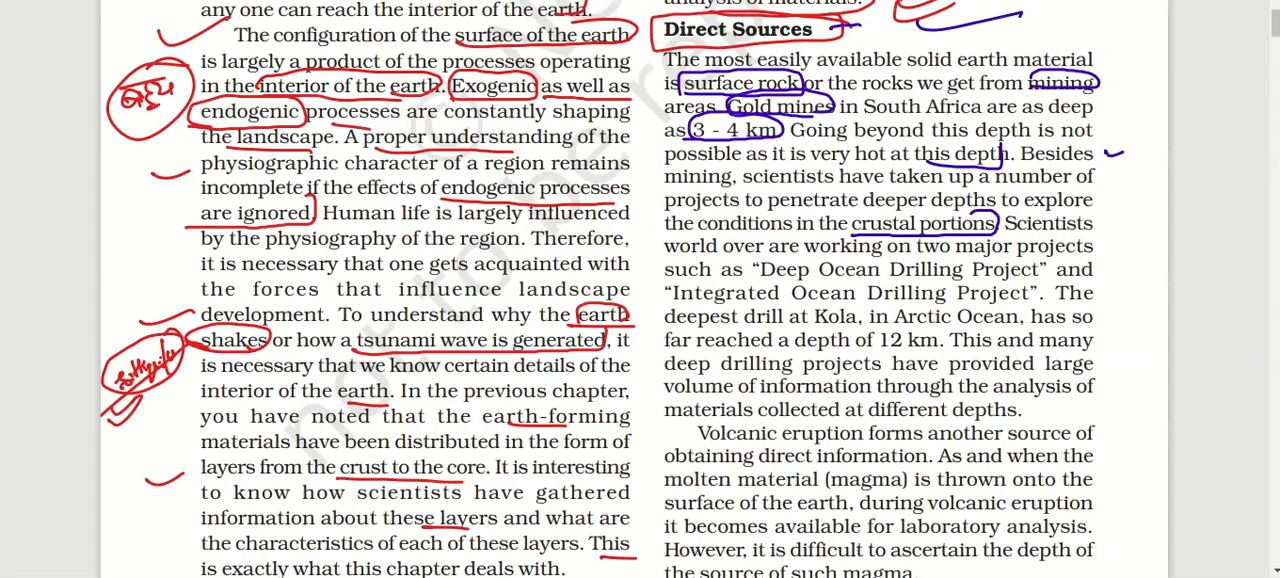 any one can reach the interior of the earth.
The configuration of the surface of the earth
is largely a product of the processes operating
in the interior of the earth. Exogenic as well as
endogenic processes are constantly shaping
the landscape. A proper understanding of the
physiographic character of a region remains
incomplete if the effects of endogenic processes
are ignored. Human life is largely influenced
by the physiography of the region. Therefore,
it is necessary that one gets acquainted with
the forces that influence landscape
development. To understand why the earth
shakes or how a tsunami wave is generated, it
is necessary that we know certain details of the
interior of the earth. In the previous chapter,
you have noted that the earth-forming
materials have been distributed in the form of
layers from the crust to the core. It is interesting
to know how scientists have gathered
information about these layers and what are
the characteristics of each of these layers. This
is exactly what this chapter deals with.
analysis of materials.
Direct Sources
The most easily available solid earth material
is surface rock or the rocks we get from mining
areas. Gold mines in South Africa are as deep
as 3 - 4 km. Going beyond this depth is not
possible as it is very hot at this depth. Besides
mining, scientists have taken up a number of
projects to penetrate deeper depths to explore
the conditions in the crustal portions. Scientists
world over are working on two major projects
such as “Deep Ocean Drilling Project” and
“Integrated Ocean Drilling Project”. The
deepest drill at Kola, in Arctic Ocean, has so
far reached a depth of 12 km. This and many
deep drilling projects have provided large
volume of information through the analysis of
materials collected at different depths.
Volcanic eruption forms another source of
obtaining direct information. As and when the
molten material (magma) is thrown onto the
surface of the earth, during volcanic eruption
it becomes available for laboratory analysis.
However, it is difficult to ascertain the depth of
the source of such magma.
not to be